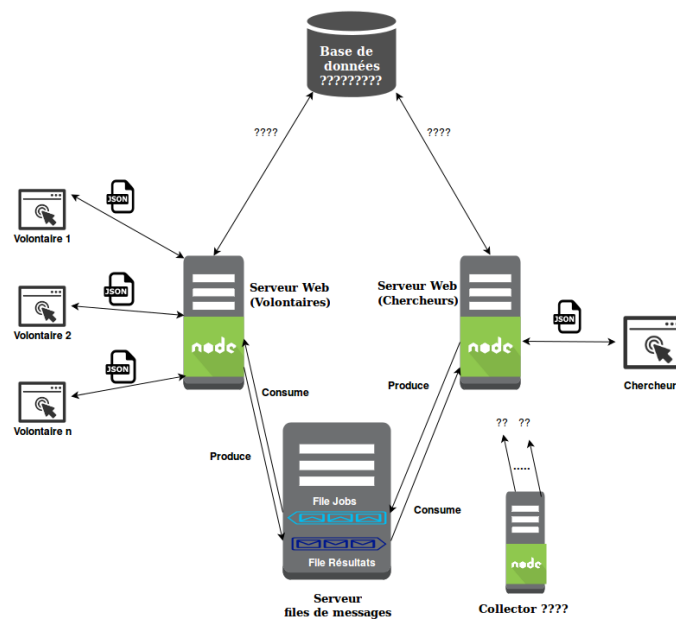 Base de
données
?????????
????
????
JSON
Volontaire 1
JSON
Volontaire 2
JSON
Volontaire n
Serveur Web
(Volontaires)
node
Serveur Web
(Chercheurs)
node
JSON
Chercheur
Consume
Produce
Produce
Consume
File Jobs
File Résultats
Serveur
files de messages
?? ??
.....
node
Collector ????